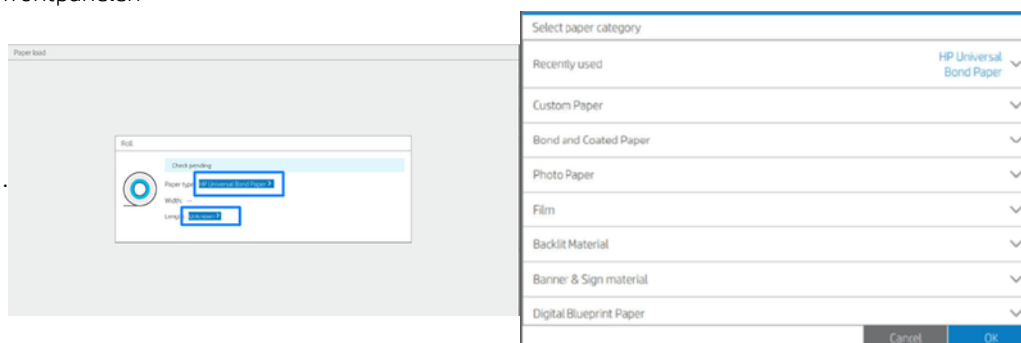 frontpanelen
Paper load
Roll
Check pending
Paper type: HP Universal Bond Paper >
Width: —
Length: Unknown >
.
Select paper category
Recently used
HP Universal
Bond Paper
Custom Paper
Bond and Coated Paper
Photo Paper
Film
Backlit Material
Banner & Sign material
Digital Blueprint Paper
Cancel
OK